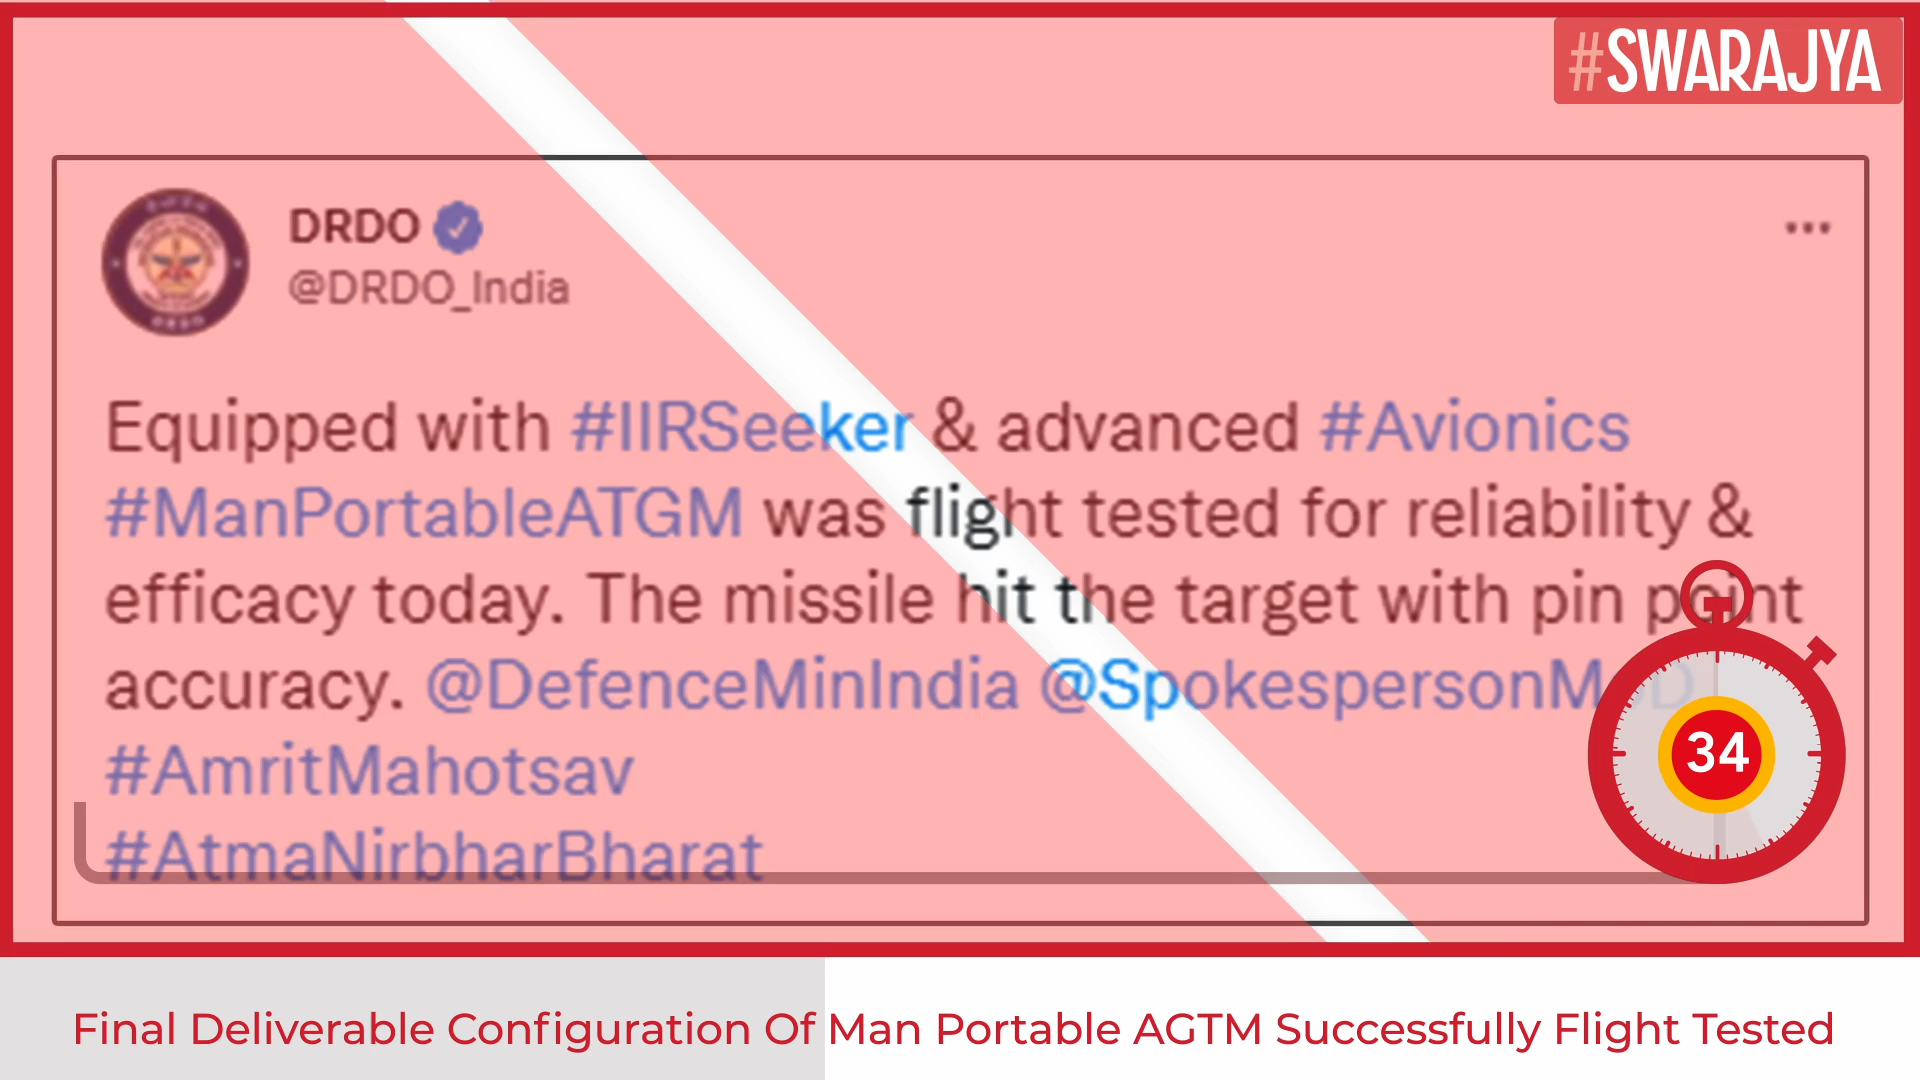 #SWARAJYA
DRDO
@DRDO_India
Equipped with #IIRSeeker & advanced #Avionics
#ManPortableATGM was flight tested for reliability &
efficacy today. The missile hit the target with pin point
accuracy. @DefenceMinIndia @SpokespersonMoD
#AmritMahotsav
#AtmaNirbharBharat
34
Final Deliverable Configuration Of Man Portable AGTM Successfully Flight Tested